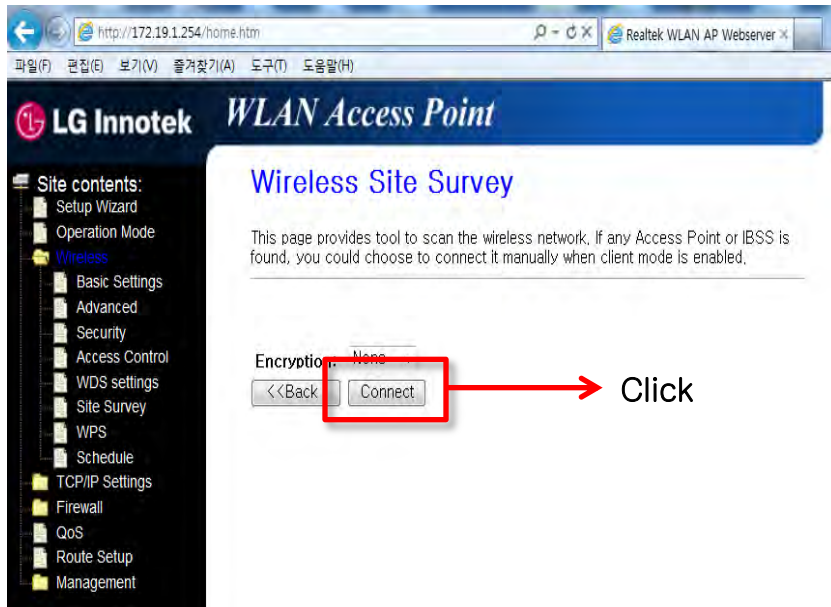 http://172.19.1.254/home.htm
Realtek WLAN AP Webserver
파일(F) 편집(E) 보기(V) 즐겨찾기(A) 도구(T) 도움말(H)
LG Innotek
WLAN Access Point
Site contents:
Setup Wizard
Operation Mode
Wireless
Basic Settings
Advanced
Security
Access Control
WDS settings
Site Survey
WPS
Schedule
TCP/IP Settings
Firewall
QoS
Route Setup
Management
Wireless Site Survey
This page provides tool to scan the wireless network, If any Access Point or IBSS is
found, you could choose to connect it manually when client mode is enabled,
Encryption: None
<<Back Connect
Click